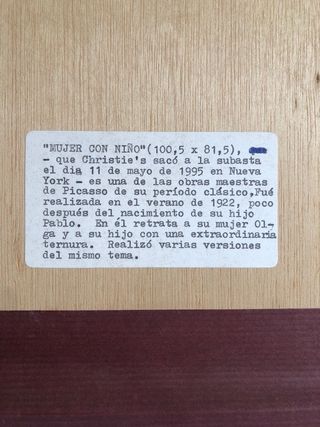 "MUJER CON NIÑO"(100,5 x 81,5),
- que Christie's sacó a la subasta
el dia 11 de mayo de 1995 en Nueva
York - es una de las obras maestras
de Picasso de su período clásico,Fué
realizada en el verano de 1922, poco
después del nacimiento de su hijo
Pablo.  En él retrata a su mujer Ol-
ga y a su hijo con una extraordinaria
ternura.  Realizó varias versiones
del mismo tema.